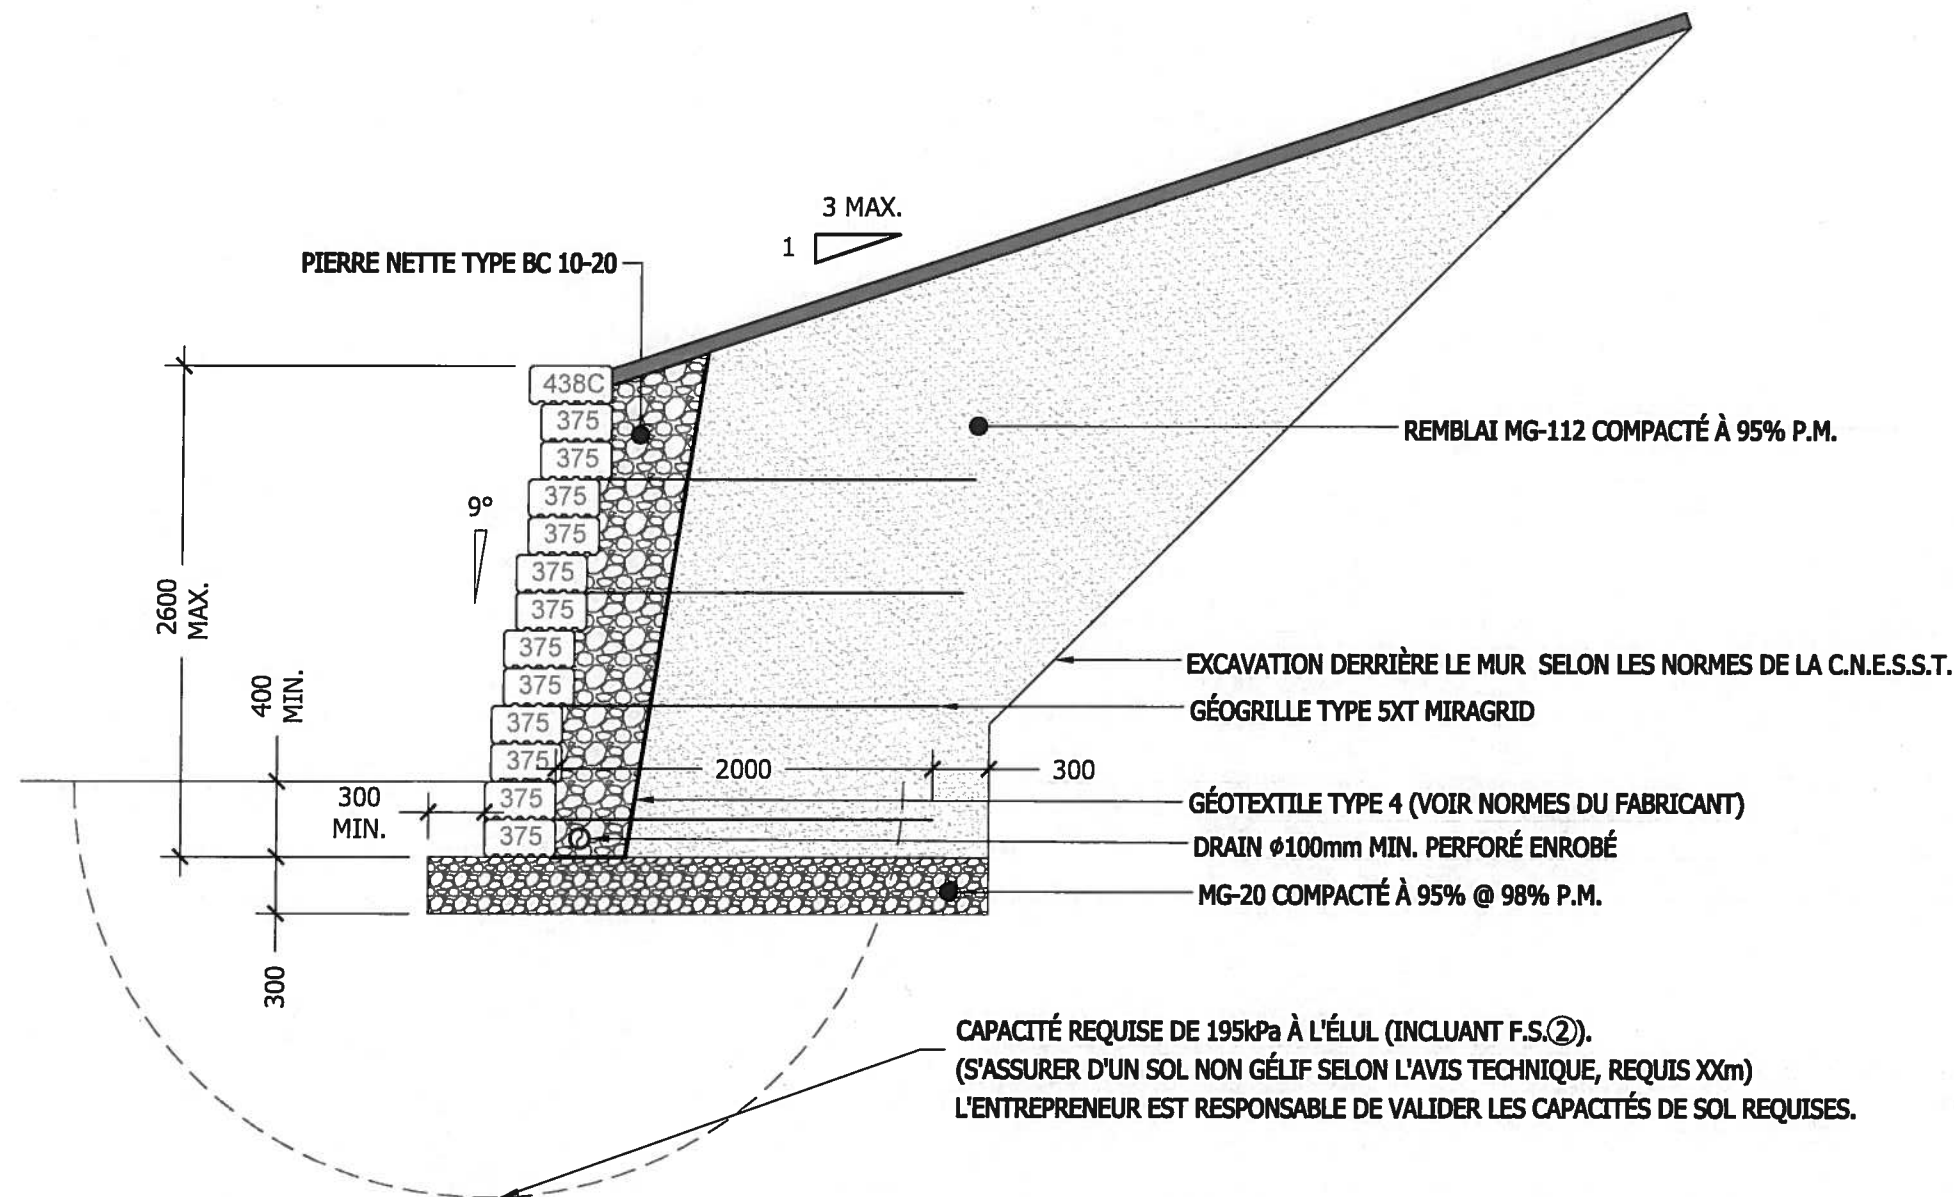 3 MAX.
1
PIERRE NETTE TYPE BC 10-20
438C
375
375
REMBLAI MG-112 COMPACTÉ À 95% P.M.
375
9°
375
375
375
375
375
375
2600
MAX.
400
MIN.
EXCAVATION DERRIÈRE LE MUR SELON LES NORMES DE LA C.N.E.S.S.T.
GÉOGRILLE TYPE 5XT MIRAGRID
375
375
2000
300
300
MIN.
375
GÉOTEXTILE TYPE 4 (VOIR NORMES DU FABRICANT)
375
DRAIN ϕ100mm MIN. PERFORÉ ENROBÉ
MG-20 COMPACTÉ À 95% @ 98% P.M.
300
CAPACITÉ REQUISE DE 195kPa À L'ÉLUL (INCLUANT F.S.②).
(S'ASSURER D'UN SOL NON GÉLIF SELON L'AVIS TECHNIQUE, REQUIS XXm)
L'ENTREPRENEUR EST RESPONSABLE DE VALIDER LES CAPACITÉS DE SOL REQUISES.